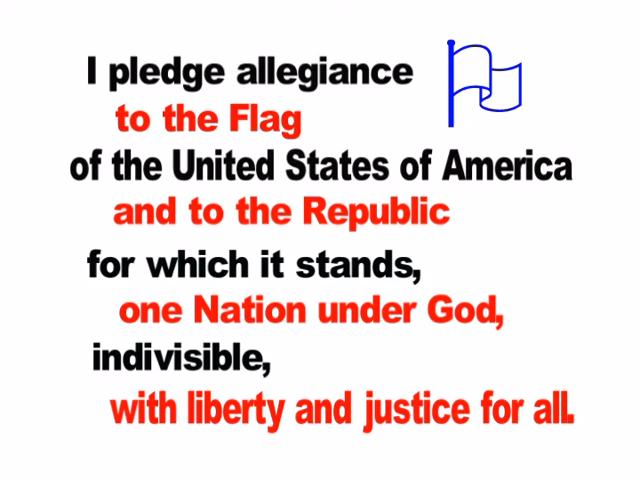 I pledge allegiance
to the Flag
of the United States of America
and to the Republic
for which it stands,
one Nation under God,
indivisible,
with liberty and justice for all.